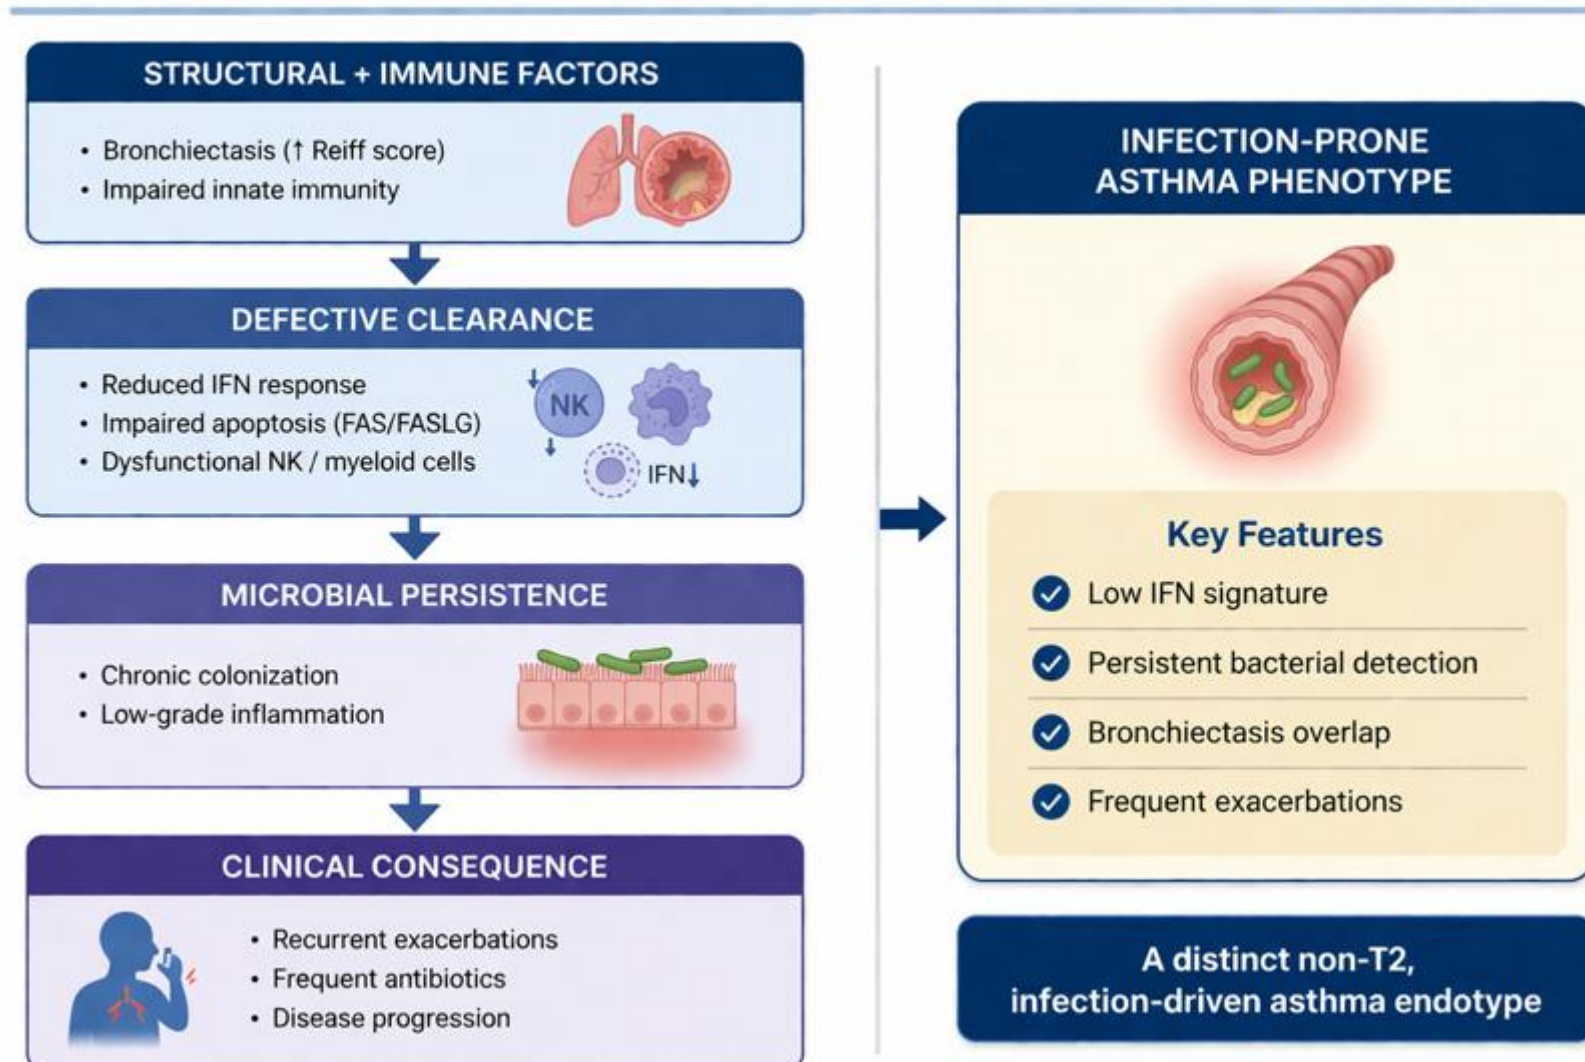 STRUCTURAL + IMMUNE FACTORS
• Bronchiectasis (↑ Reiff score)
• Impaired innate immunity
DEFECTIVE CLEARANCE
• Reduced IFN response
• Impaired apoptosis (FAS/FASLG)
• Dysfunctional NK / myeloid cells
↓ NK
↓
IFN↓
MICROBIAL PERSISTENCE
• Chronic colonization
• Low-grade inflammation
CLINICAL CONSEQUENCE
• Recurrent exacerbations
• Frequent antibiotics
• Disease progression
INFECTION-PRONE
ASTHMA PHENOTYPE
Key Features
Low IFN signature
Persistent bacterial detection
Bronchiectasis overlap
Frequent exacerbations
A distinct non-T2,
infection-driven asthma endotype